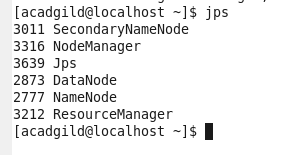 [acadgild@localhost ~]$ jps
3011 SecondaryNameNode
3316 NodeManager
3639 Jps
2873 DataNode
2777 NameNode
3212 ResourceManager
[acadgild@localhost ~]$